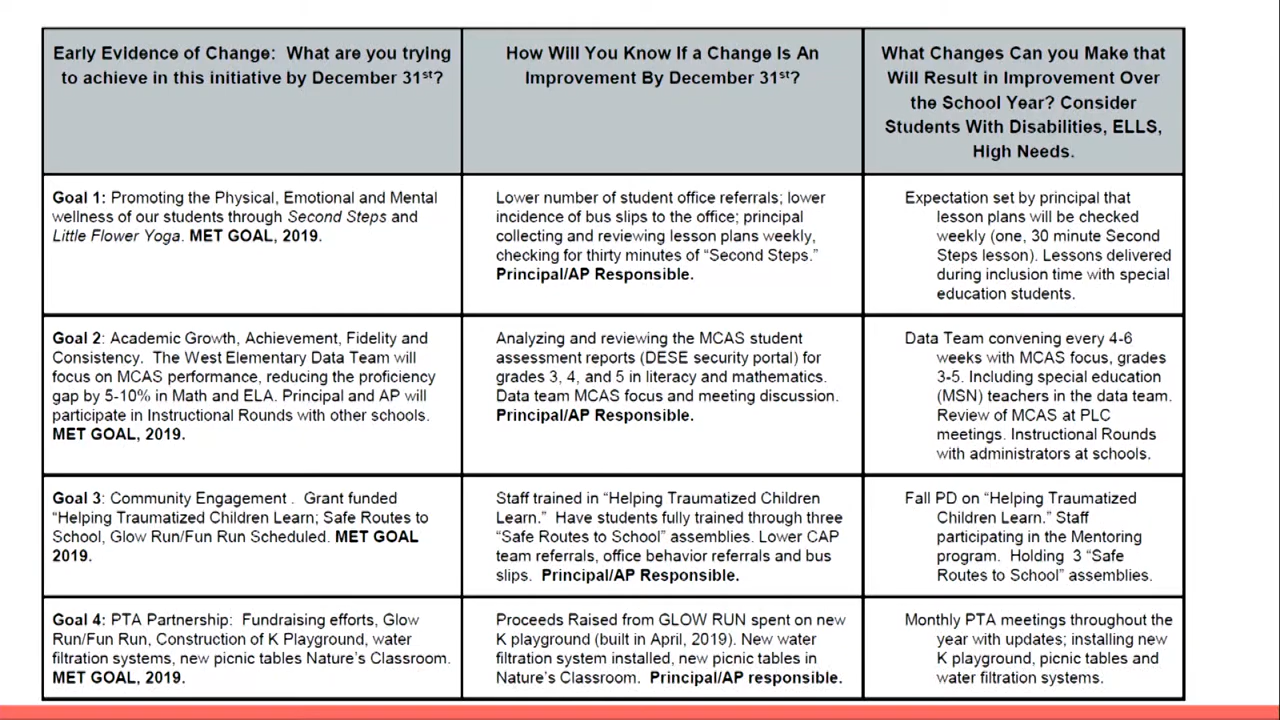 Early Evidence of Change: What are you trying
to achieve in this initiative by December 31st?
How Will You Know If a Change Is An
Improvement By December 31st?
What Changes Can you Make that
Will Result in Improvement Over
the School Year? Consider
Students With Disabilities, ELLS,
High Needs.
Goal 1: Promoting the Physical, Emotional and Mental
wellness of our students through Second Steps and
Little Flower Yoga. MET GOAL, 2019.
Lower number of student office referrals; lower
incidence of bus slips to the office; principal
collecting and reviewing lesson plans weekly,
checking for thirty minutes of “Second Steps.”
Principal/AP Responsible.
Expectation set by principal that
lesson plans will be checked
weekly (one, 30 minute Second
Steps lesson). Lessons delivered
during inclusion time with special
education students.
Goal 2: Academic Growth, Achievement, Fidelity and
Consistency. The West Elementary Data Team will
focus on MCAS performance, reducing the proficiency
gap by 5-10% in Math and ELA. Principal and AP will
participate in Instructional Rounds with other schools.
MET GOAL, 2019.
Analyzing and reviewing the MCAS student
assessment reports (DESE security portal) for
grades 3, 4, and 5 in literacy and mathematics.
Data team MCAS focus and meeting discussion.
Principal/AP Responsible.
Data Team convening every 4-6
weeks with MCAS focus, grades
3-5. Including special education
(MSN) teachers in the data team.
Review of MCAS at PLC
meetings. Instructional Rounds
with administrators at schools.
Goal 3: Community Engagement . Grant funded
“Helping Traumatized Children Learn; Safe Routes to
School, Glow Run/Fun Run Scheduled. MET GOAL
2019.
Staff trained in “Helping Traumatized Children
Learn.” Have students fully trained through three
“Safe Routes to School” assemblies. Lower CAP
team referrals, office behavior referrals and bus
slips. Principal/AP Responsible.
Fall PD on “Helping Traumatized
Children Learn.” Staff
participating in the Mentoring
program. Holding 3 “Safe
Routes to School” assemblies.
Goal 4: PTA Partnership: Fundraising efforts, Glow
Run/Fun Run, Construction of K Playground, water
filtration systems, new picnic tables Nature’s Classroom.
MET GOAL, 2019.
Proceeds Raised from GLOW RUN spent on new
K playground (built in April, 2019). New water
filtration system installed, new picnic tables in
Nature’s Classroom. Principal/AP responsible.
Monthly PTA meetings throughout the
year with updates; installing new
K playground, picnic tables and
water filtration systems.